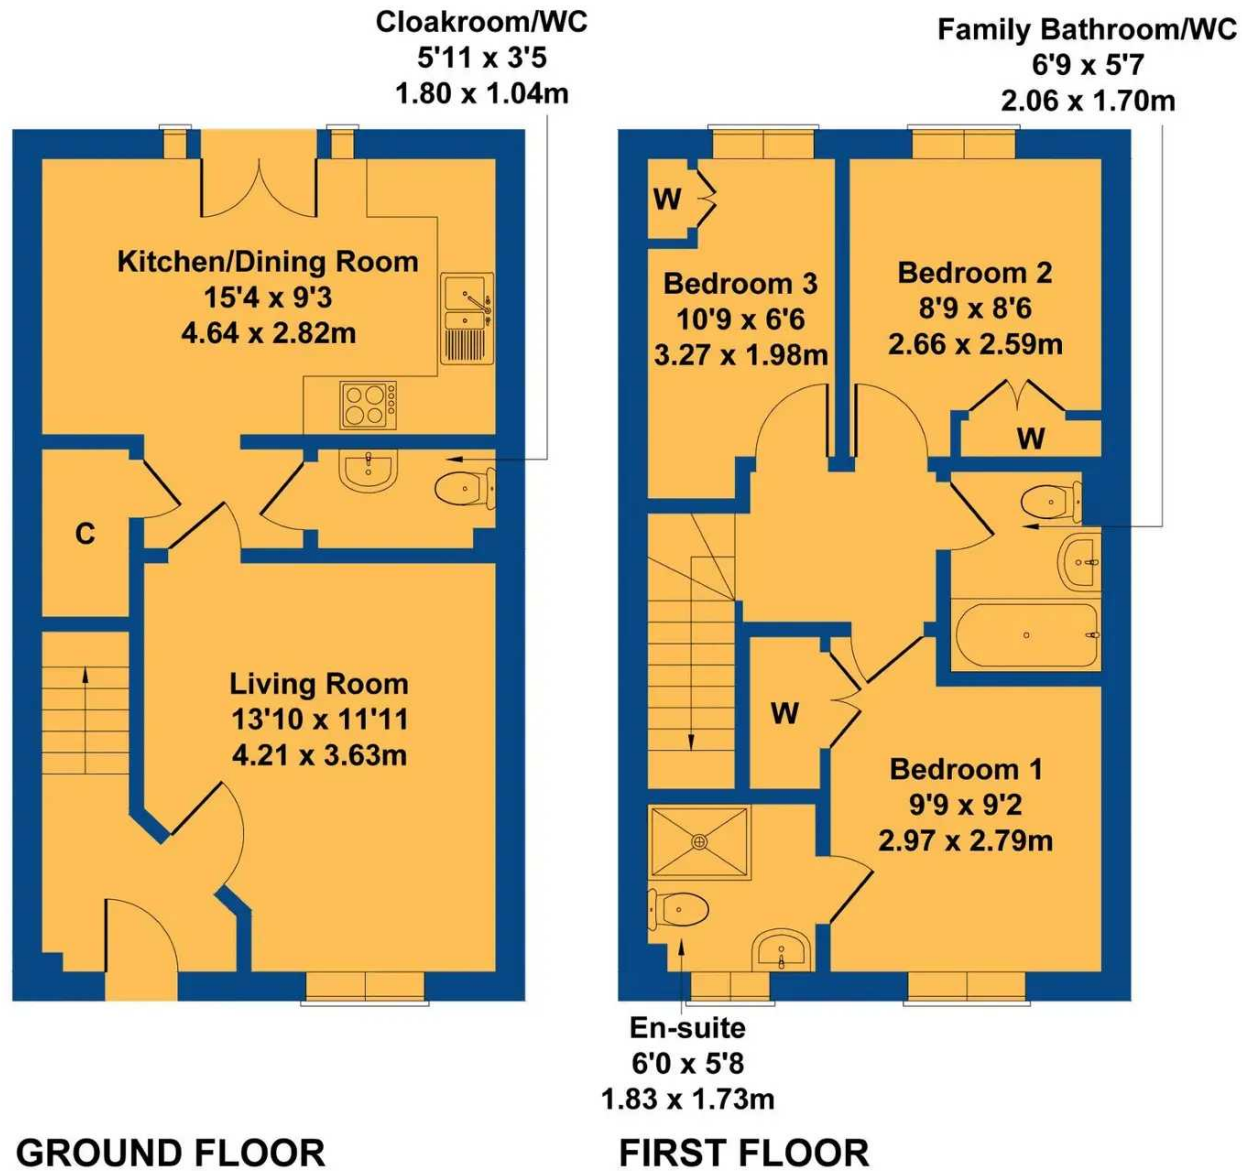 Cloakroom/WC
5'11 x 3'5
1.80 x 1.04m
Family Bathroom/WC
6'9 x 5'7
2.06 x 1.70m
Kitchen/Dining Room
15'4 x 9'3
4.64 x 2.82m
C
Living Room
13'10 x 11'11
4.21 x 3.63m
W
Bedroom 3
10'9 x 6'6
3.27 x 1.98m
Bedroom 2
8'9 x 8'6
2.66 x 2.59m
W
W
Bedroom 1
9'9 x 9'2
2.97 x 2.79m
En-suite
6'0 x 5'8
1.83 x 1.73m
GROUND FLOOR
FIRST FLOOR